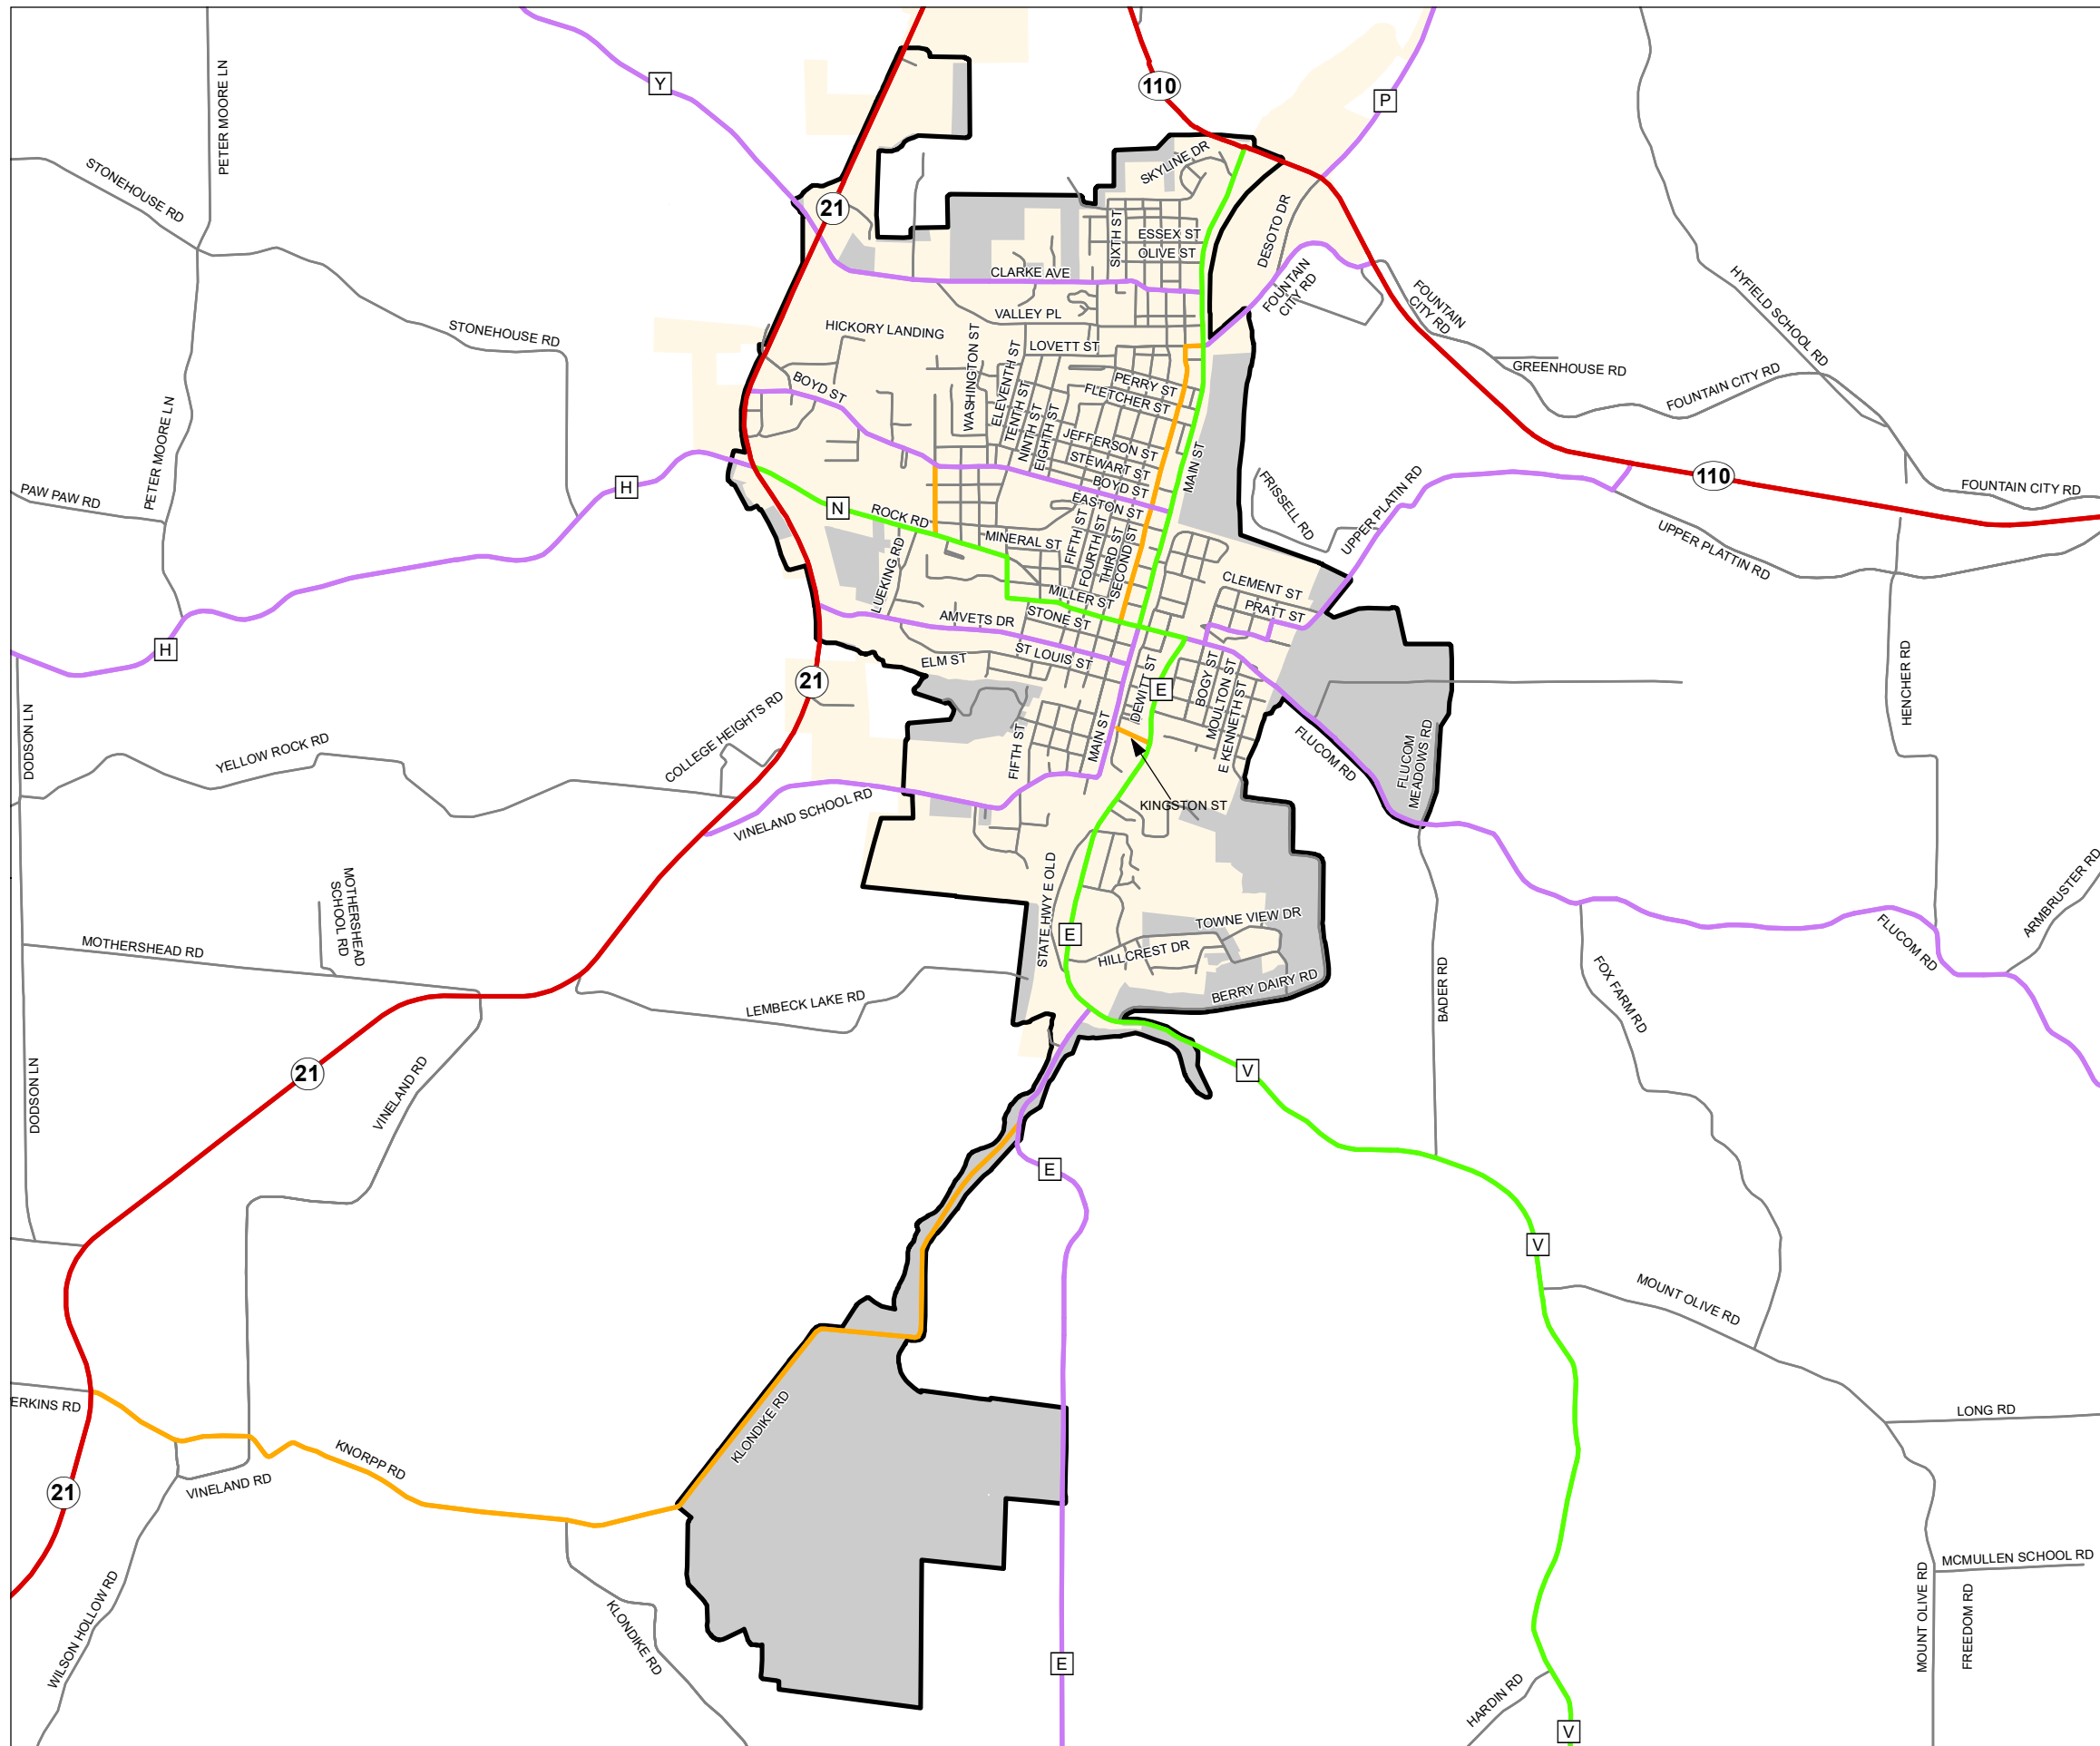 PETER MOORE LN
Y
110
P
STONEHOUSE RD
21
SKYLINE DR
SIXTH ST
ESSEX ST
OLIVE ST
DESOTO DR
CLARKE AVE
FOUNTAIN
CITY RD
FOUNTAIN
CITY RD
HYFIELD SCHOOL RD
STONEHOUSE RD
HICKORY LANDING
VALLEY PL
LOVETT ST
WASHINGTON ST
ELEVENTH ST
TENTH ST
NINTH ST
EIGHTH ST
PERRY ST
FLETCHER ST
GREENHOUSE RD
FOUNTAIN CITY RD
BOYD ST
PETER MOORE LN
JEFFERSON ST
STEWART ST
BOYD ST
EASTON ST
MAIN ST
FRISSELL RD
UPPER PLATIN RD
110
FOUNTAIN CITY RD
PAW PAW RD
H
N
ROCK RD
MINERAL ST
FIFTH ST
FOURTH ST
THIRD ST
SECOND ST
UPPER PLATTIN RD
LUEKING RD
MILLER ST
CLEMENT ST
PRATT ST
AMVETS DR
STONE ST
H
ELM ST
ST LOUIS ST
DEWITT ST
E
BOGY ST
MOULTON ST
E KENNETH ST
HENCHER RD
21
COLLEGE HEIGHTS RD
DODSON LN
YELLOW ROCK RD
FIFTH ST
MAIN ST
FLUCOM RD
FLUCOM
MEADOWS RD
VINELAND SCHOOL RD
KINGSTON ST
MOTHERSHEAD
SCHOOL RD
STATE HWY E OLD
ARMBRUSTER RD
MOTHERSHEAD RD
E
TOWNE VIEW DR
HILLCREST DR
BERRY DAIRY RD
BADER RD
FLUCOM RD
FOX FARM RD
LEMBECK LAKE RD
21
VINELAND RD
DODSON LN
V
E
V
MOUNT OLIVE RD
ERKINS RD
KLONDIKE RD
LONG RD
KNORPP RD
VINELAND RD
21
MCMULLEN SCHOOL RD
WILSON HOLLOW RD
KLONDIKE RD
E
MOUNT OLIVE RD
FREEDOM RD
HARDIN RD
V